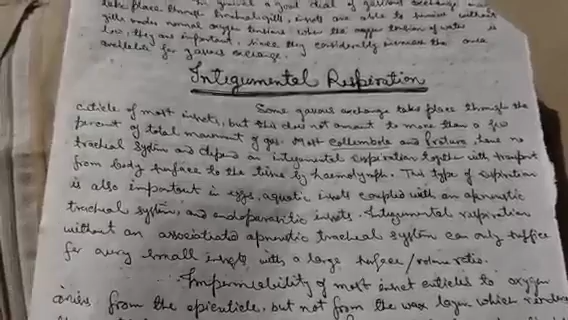 take place through tracheal gills, insects are able to survive without
gills under normal oxygen tensions. when the oxygen tension of water is
low, they are important, since they considerably increase the area
available for gaseous exchange.
Integumental Respiration
Some gaseous exchange takes place through the
cuticle of most insects, but this does not amount to more than a few
percent of total movement of gas. Most Collembola and Protura, have no
tracheal system and depend on integumental respiration together with transport
from body surface to the tissue by haemolymph. This type of respiration
is also important in eggs, aquatic insects coupled with an apneustic
tracheal system, and endoparasitic insects. Integumental respiration
without an associated apneustic tracheal system can only suffice
for very small insects with a large surface/volume ratio.
Impermeability of most insect cuticles to oxygen
arises from the epicuticle, but not from the wax layer which renders